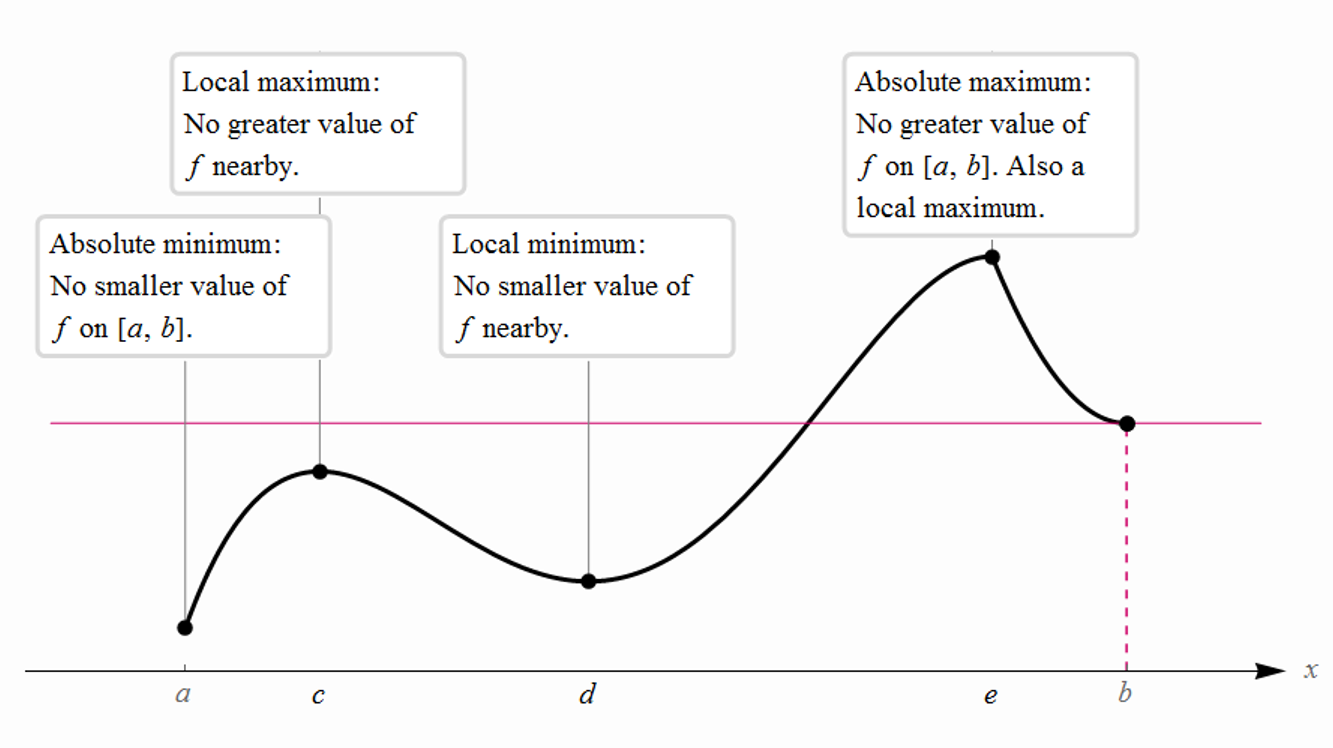 Local maximum:
No greater value of
f nearby.
Absolute maximum:
No greater value of
f on [a, b]. Also a
local maximum.
Absolute minimum:
No smaller value of
f on [a, b].
Local minimum:
No smaller value of
f nearby.
x
a
c
d
e
b